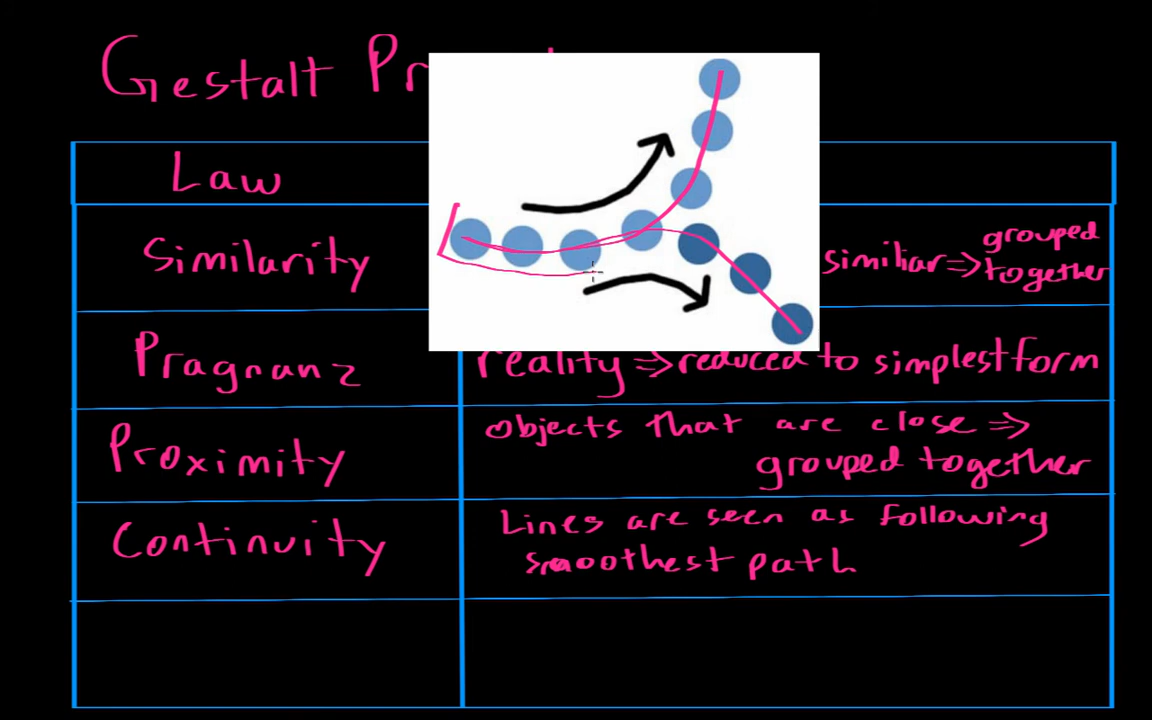 Gestalt Pr
Law
Similarity
similiar => grouped
together
Pragnanz
reality => reduced to simplest form
Proximity
objects that are close =>
grouped together
Continuity
Lines are seen as following
smoothest path